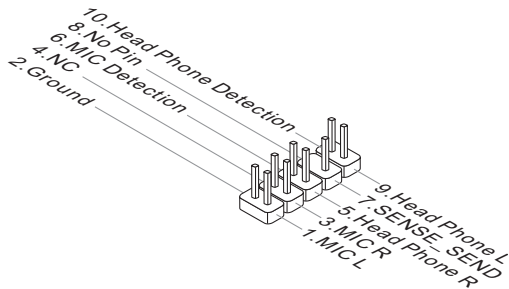 10.Head Phone Detection
8.No Pin
6.MIC Detection
4.NC
2.Ground
9.Head Phone L
7.SENSE_SEND
5.Head Phone R
3.MIC R
1.MIC L